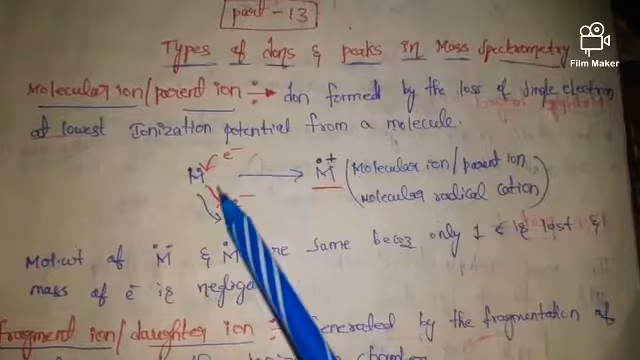 part - 13
Film Maker
Types of Ions & peaks in Mass Spectrometry
Molecular ion/parent ion :→ Ion formed by the loss of single electron
at lowest Ionization potential from a molecule.
e⁻
M̈ → Ṁ⁺ (Molecular ion/parent ion
Molecular radical cation)
Mol.wt of M̈ & Ṁ are same becoz only 1 e⁻ is lost &
mass of e⁻ is
Fragment ion/daughter ion : Generated by the fragmentation of